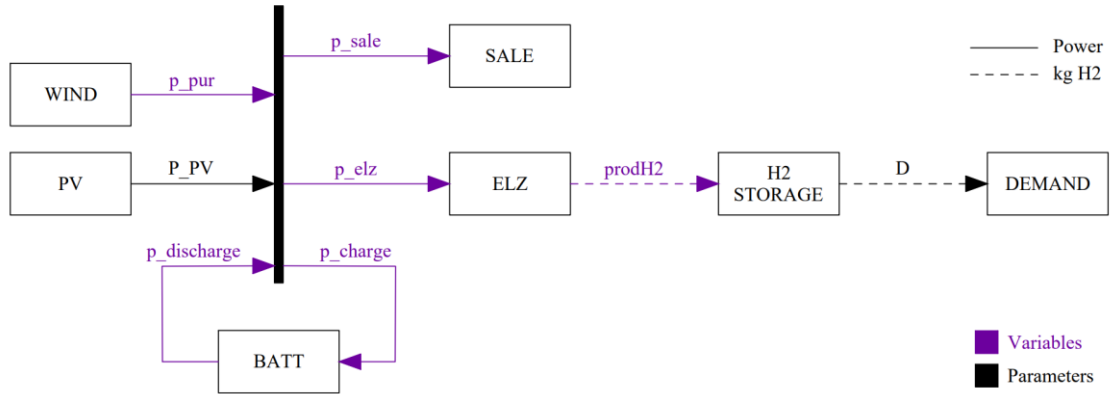 p_sale
SALE
Power
kg H2
WIND
p_pur
PV
P_PV
p_elz
ELZ
prodH2
H2
STORAGE
D
DEMAND
p_discharge
p_charge
BATT
Variables
Parameters